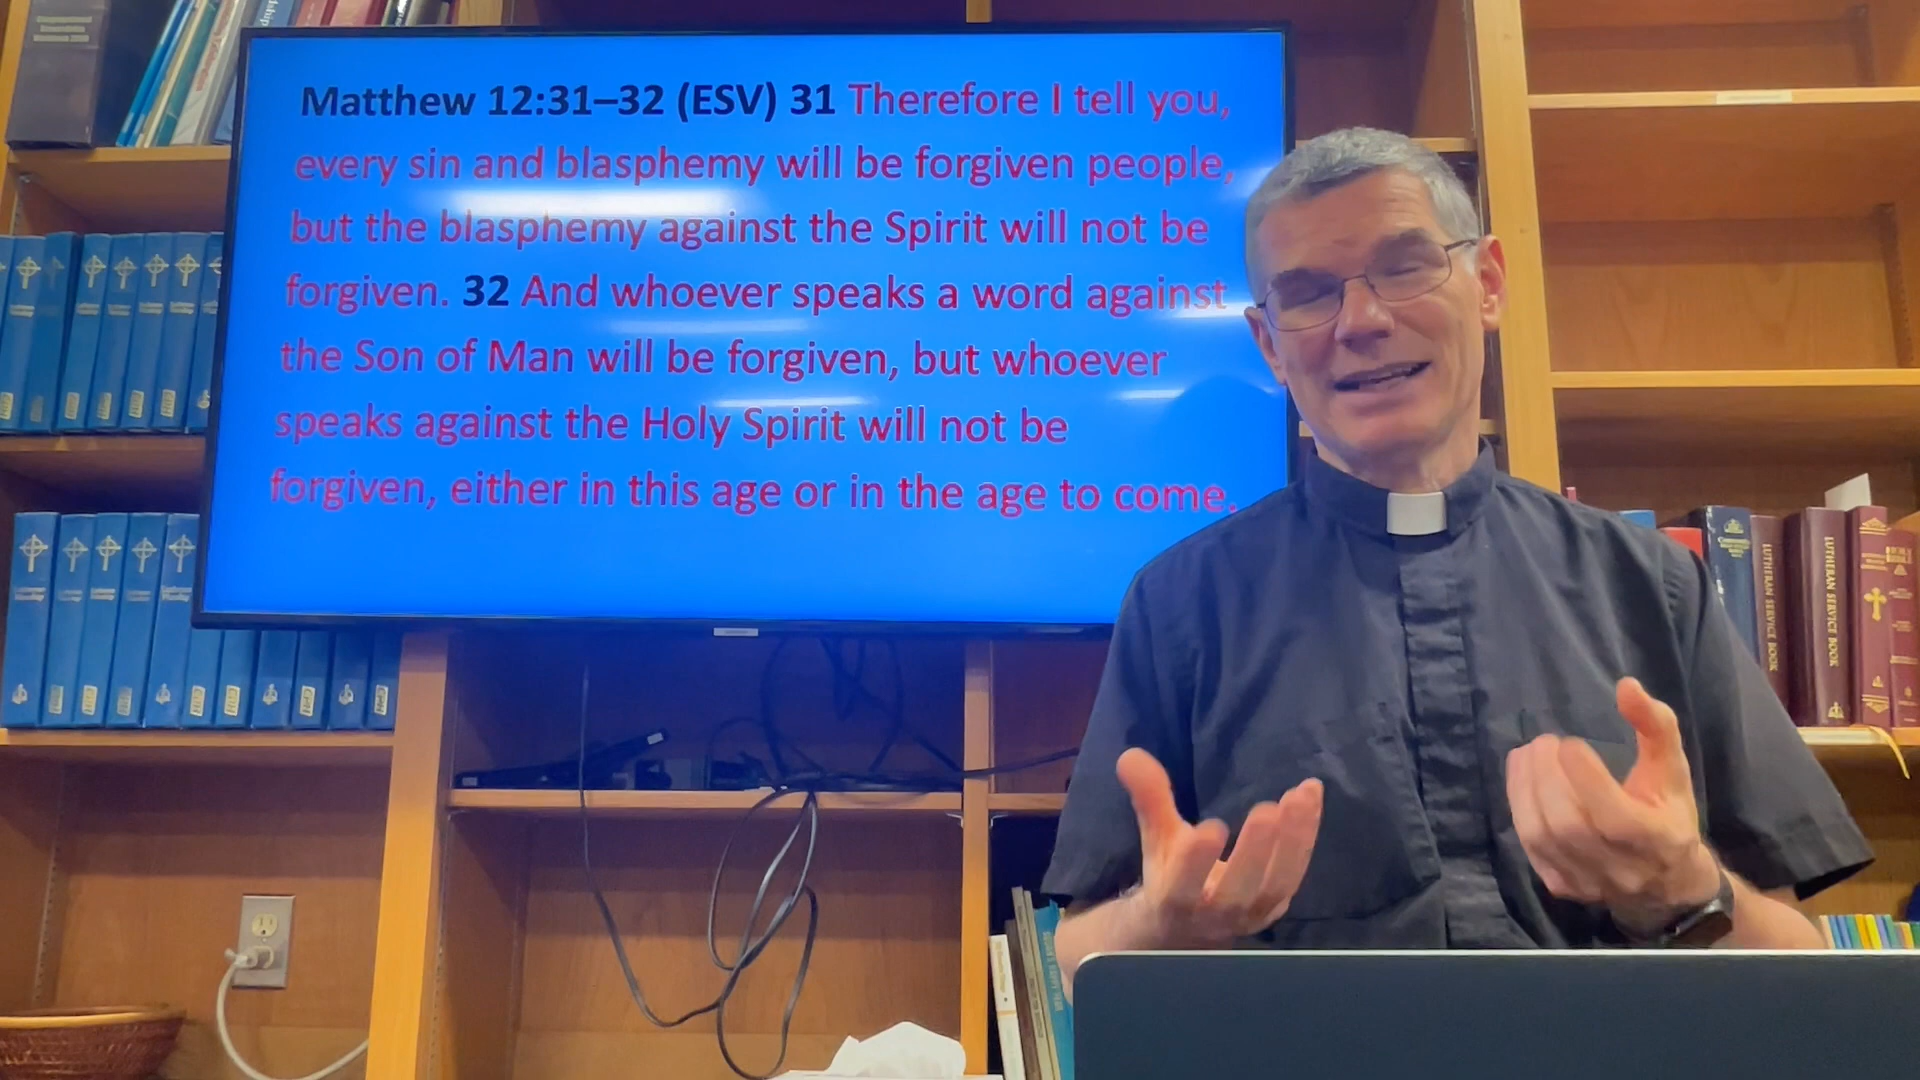 Matthew 12:31–32 (ESV) 31 Therefore I tell you,
every sin and blasphemy will be forgiven people,
but the blasphemy against the Spirit will not be
forgiven. 32 And whoever speaks a word against
the Son of Man will be forgiven, but whoever
speaks against the Holy Spirit will not be
forgiven, either in this age or in the age to come.
LUTHERAN SERVICE BOOK
LUTHERAN SERVICE BOOK